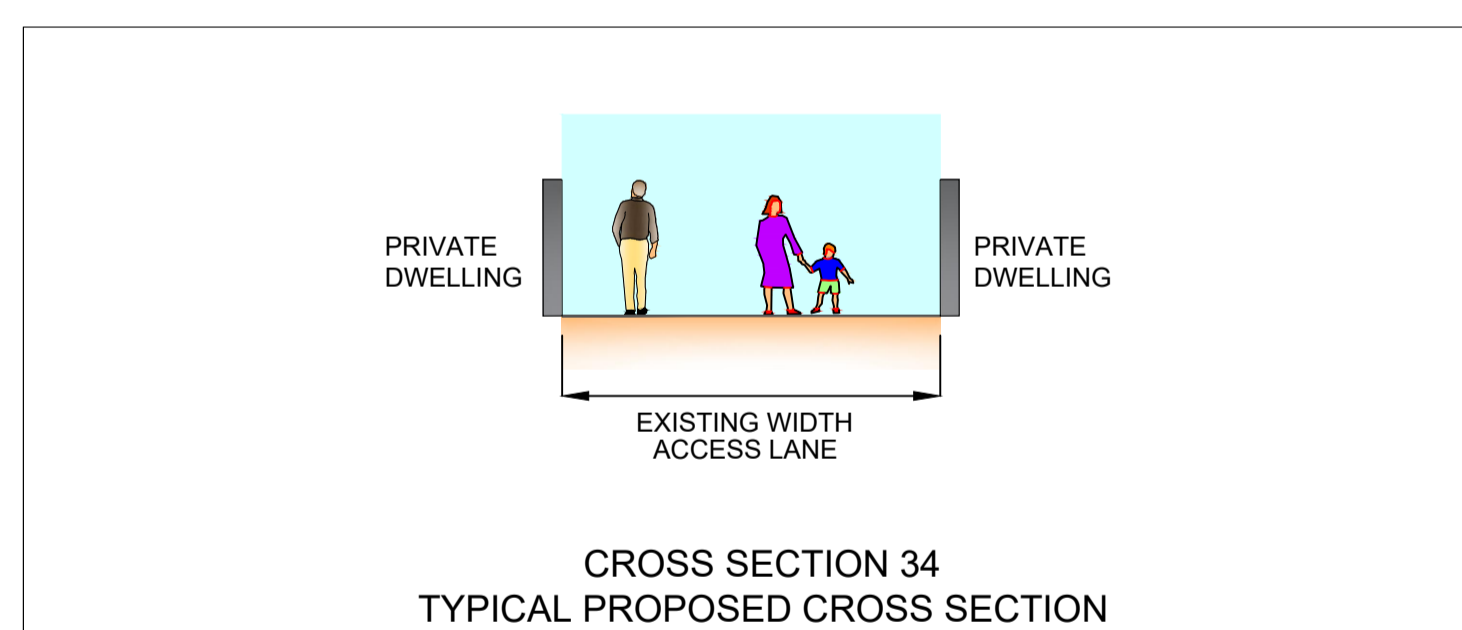 PRIVATE
DWELLING
PRIVATE
DWELLING
EXISTING WIDTH
ACCESS LANE
CROSS SECTION 34
TYPICAL PROPOSED CROSS SECTION